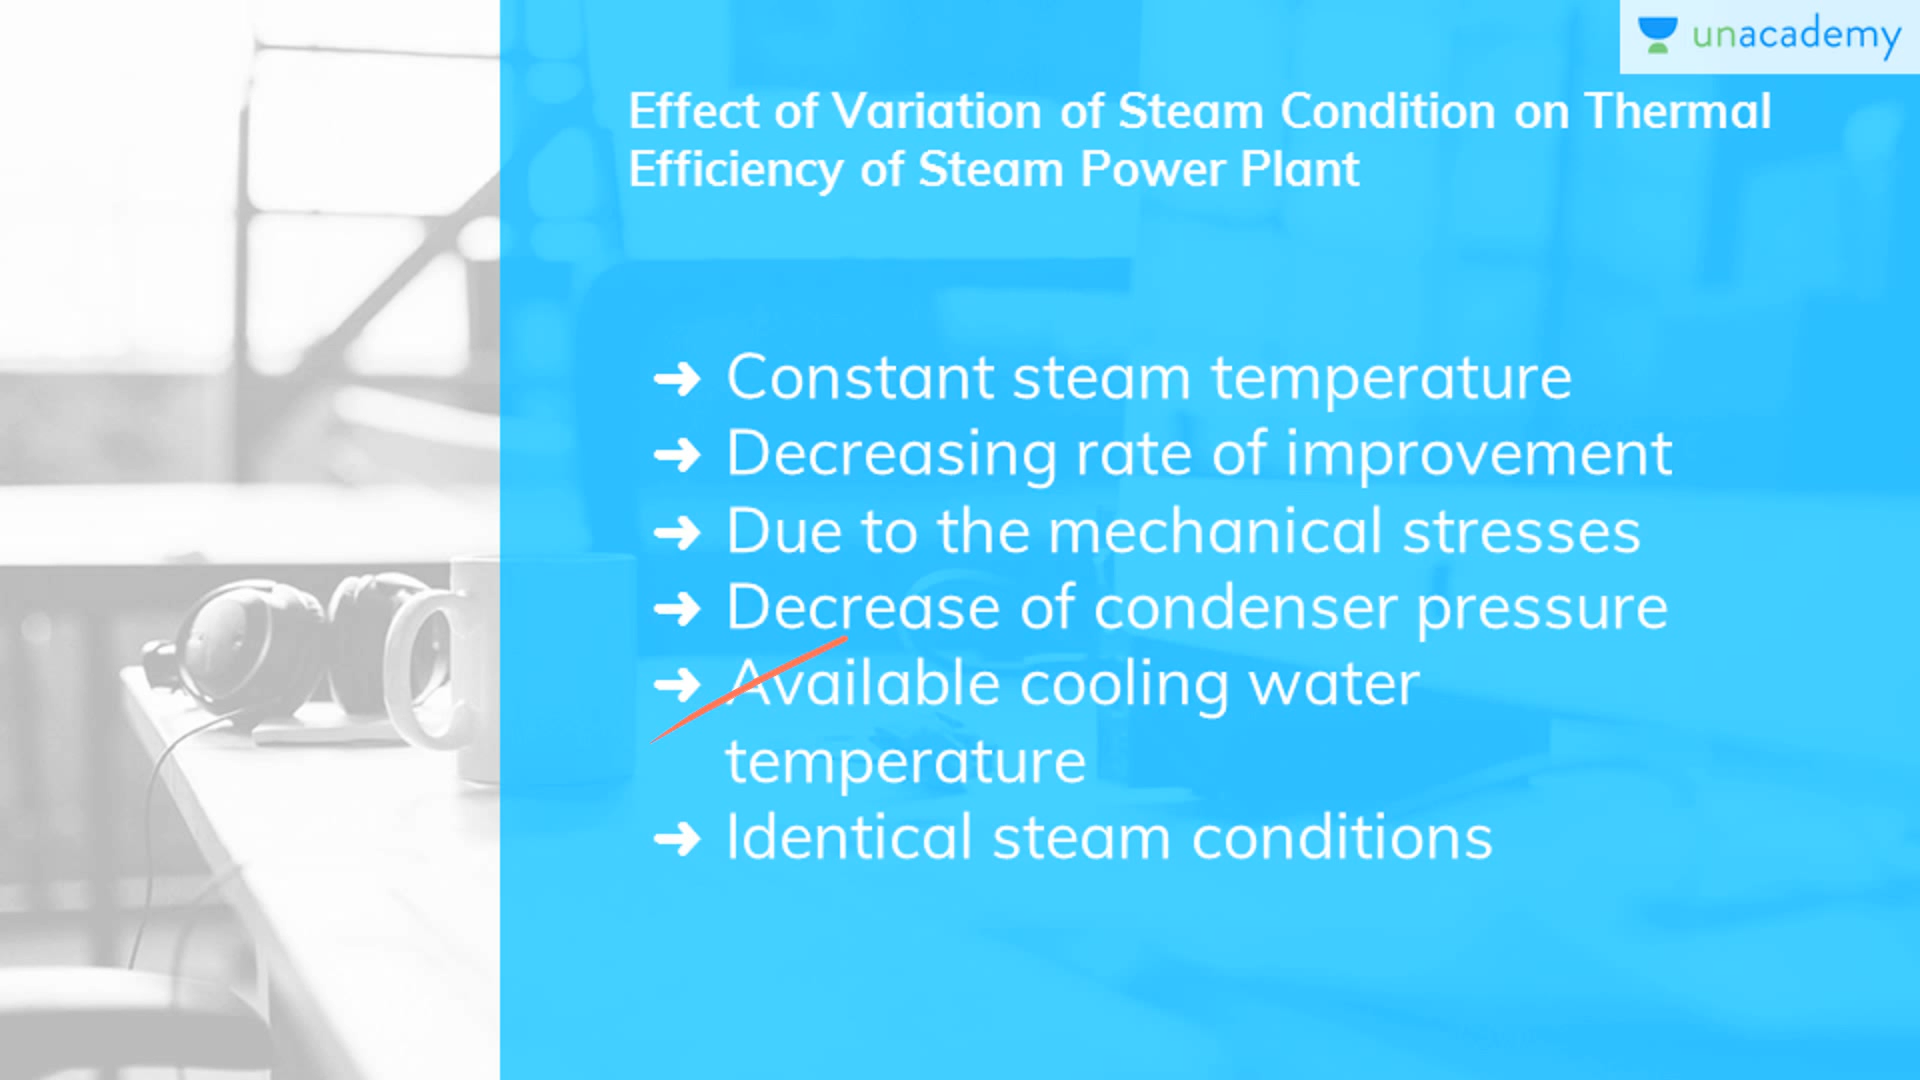 unacademy
Effect of Variation of Steam Condition on Thermal
Efficiency of Steam Power Plant
➜ Constant steam temperature
➜ Decreasing rate of improvement
➜ Due to the mechanical stresses
➜ Decrease of condenser pressure
➜ Available cooling water
temperature
➜ Identical steam conditions